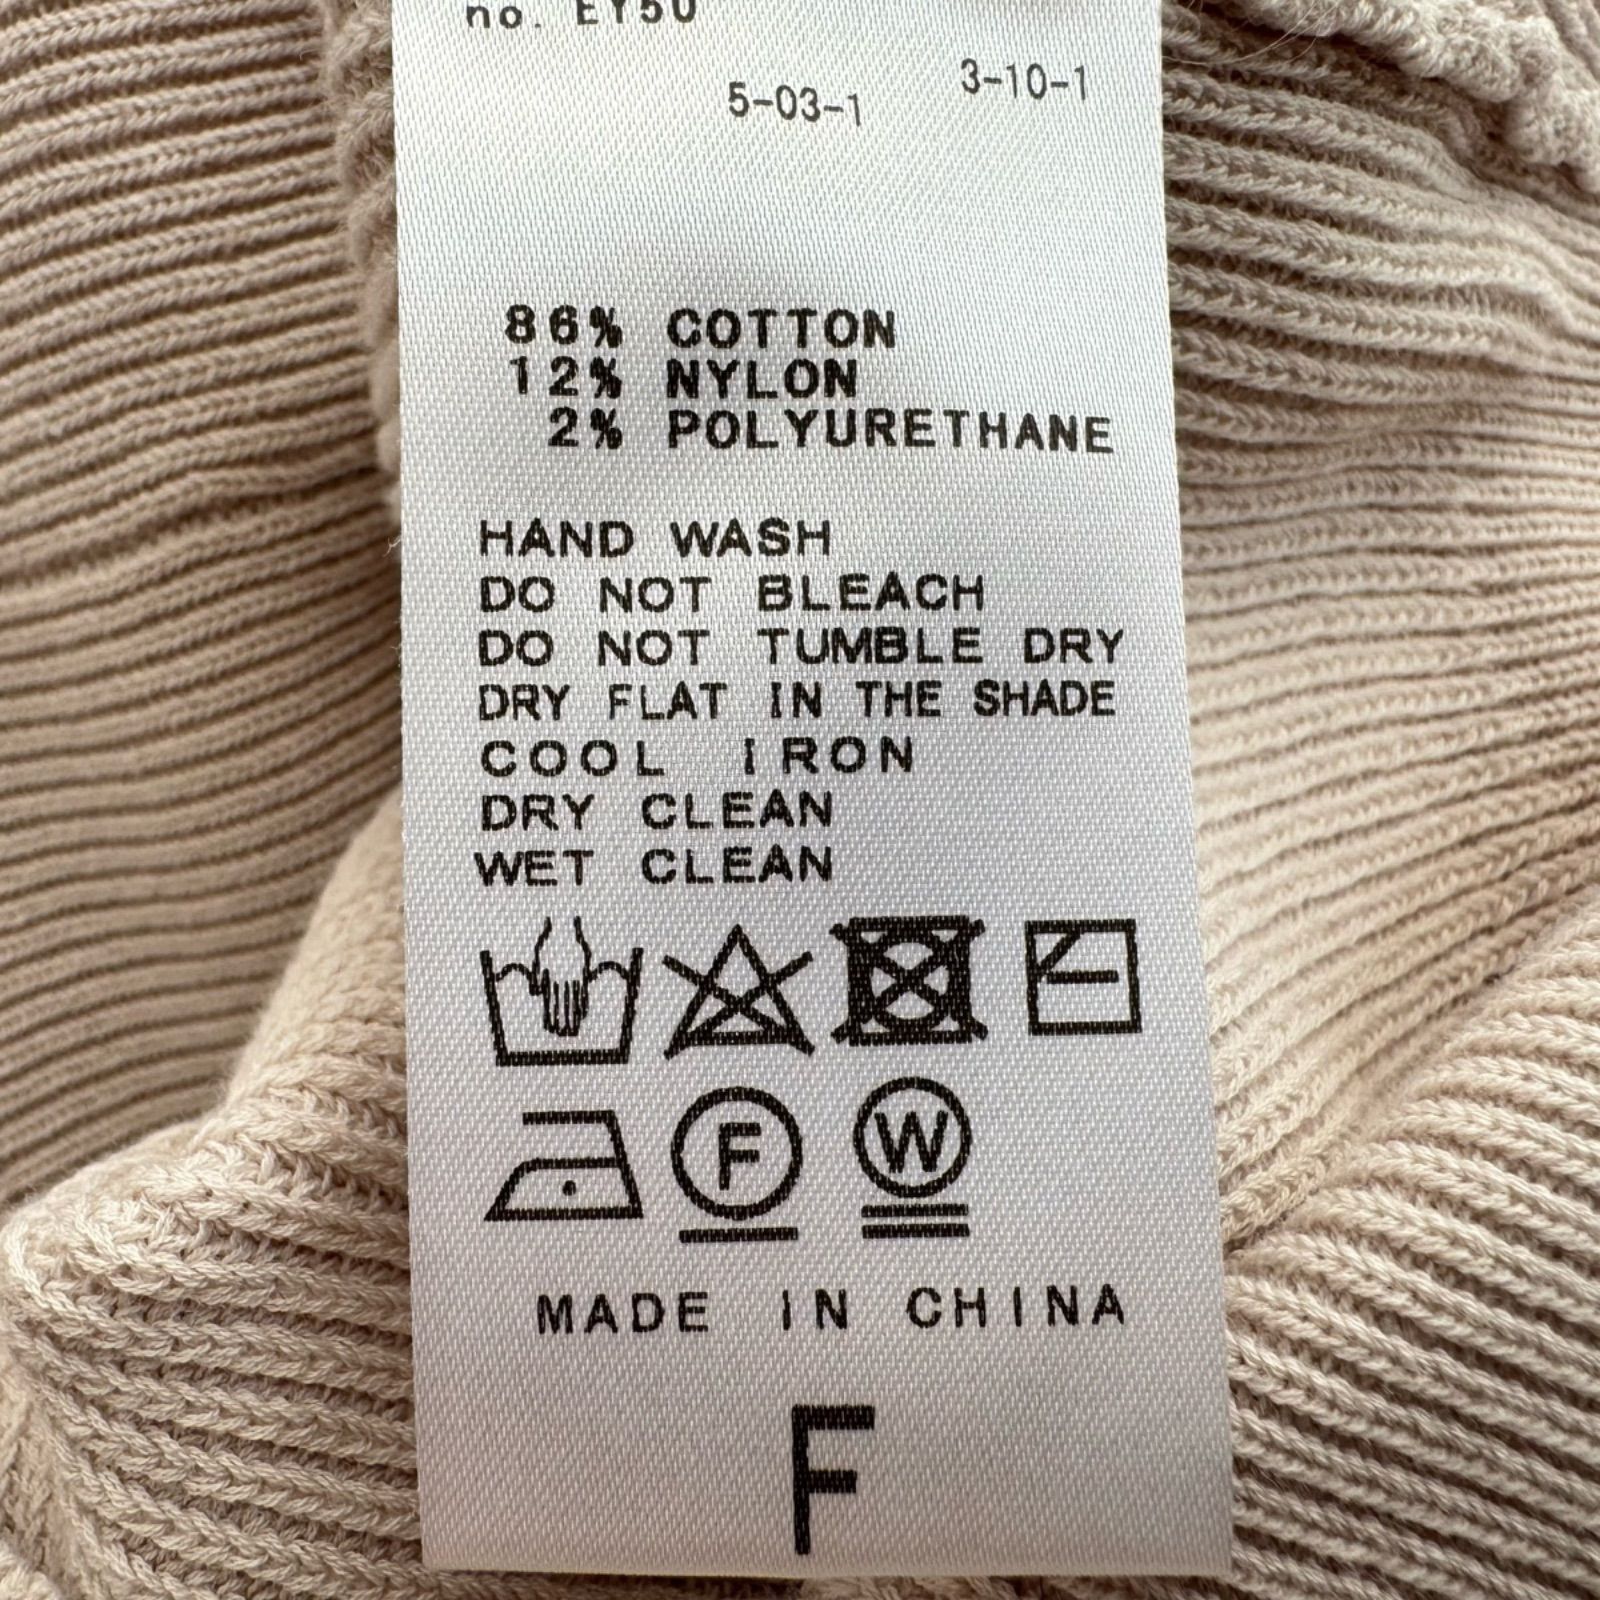 no. EY50
5-03-1 3-10-1
86% COTTON
12% NYLON
2% POLYURETHANE
HAND WASH
DO NOT BLEACH
DO NOT TUMBLE DRY
DRY FLAT IN THE SHADE
COOL IRON
DRY CLEAN
WET CLEAN
F W
MADE IN CHINA
F